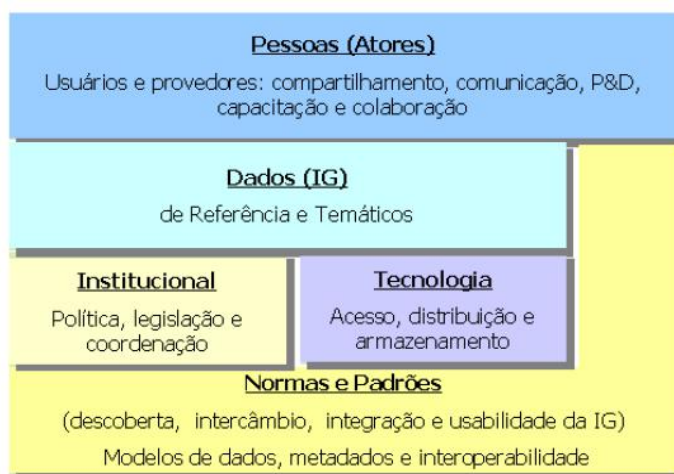 Pessoas (Atores)
Usuários e provedores: compartilhamento, comunicação, P&D,
capacitação e colaboração
Dados (IG)
de Referência e Temáticos
Institucional
Política, legislação e
coordenação
Tecnologia
Acesso, distribuição e
armazenamento
Normas e Padrões
(descoberta, intercâmbio, integração e usabilidade da IG)
Modelos de dados, metadados e interoperabilidade